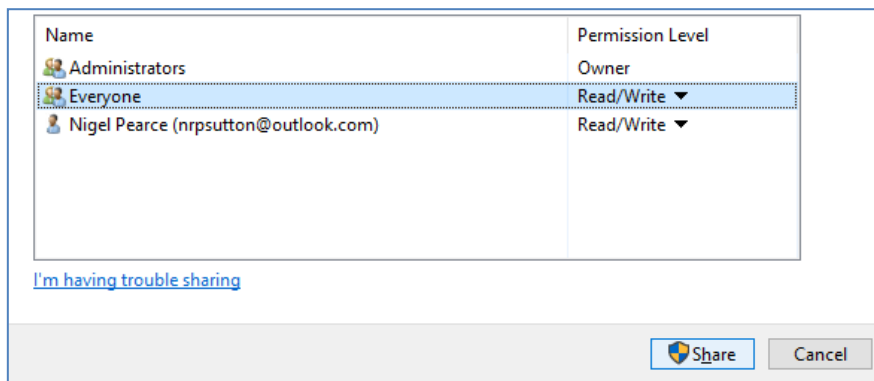 Name Permission Level
Administrators Owner
Everyone Read/Write
Nigel Pearce (nrpsutton@outlook.com) Read/Write
I'm having trouble sharing
Share Cancel